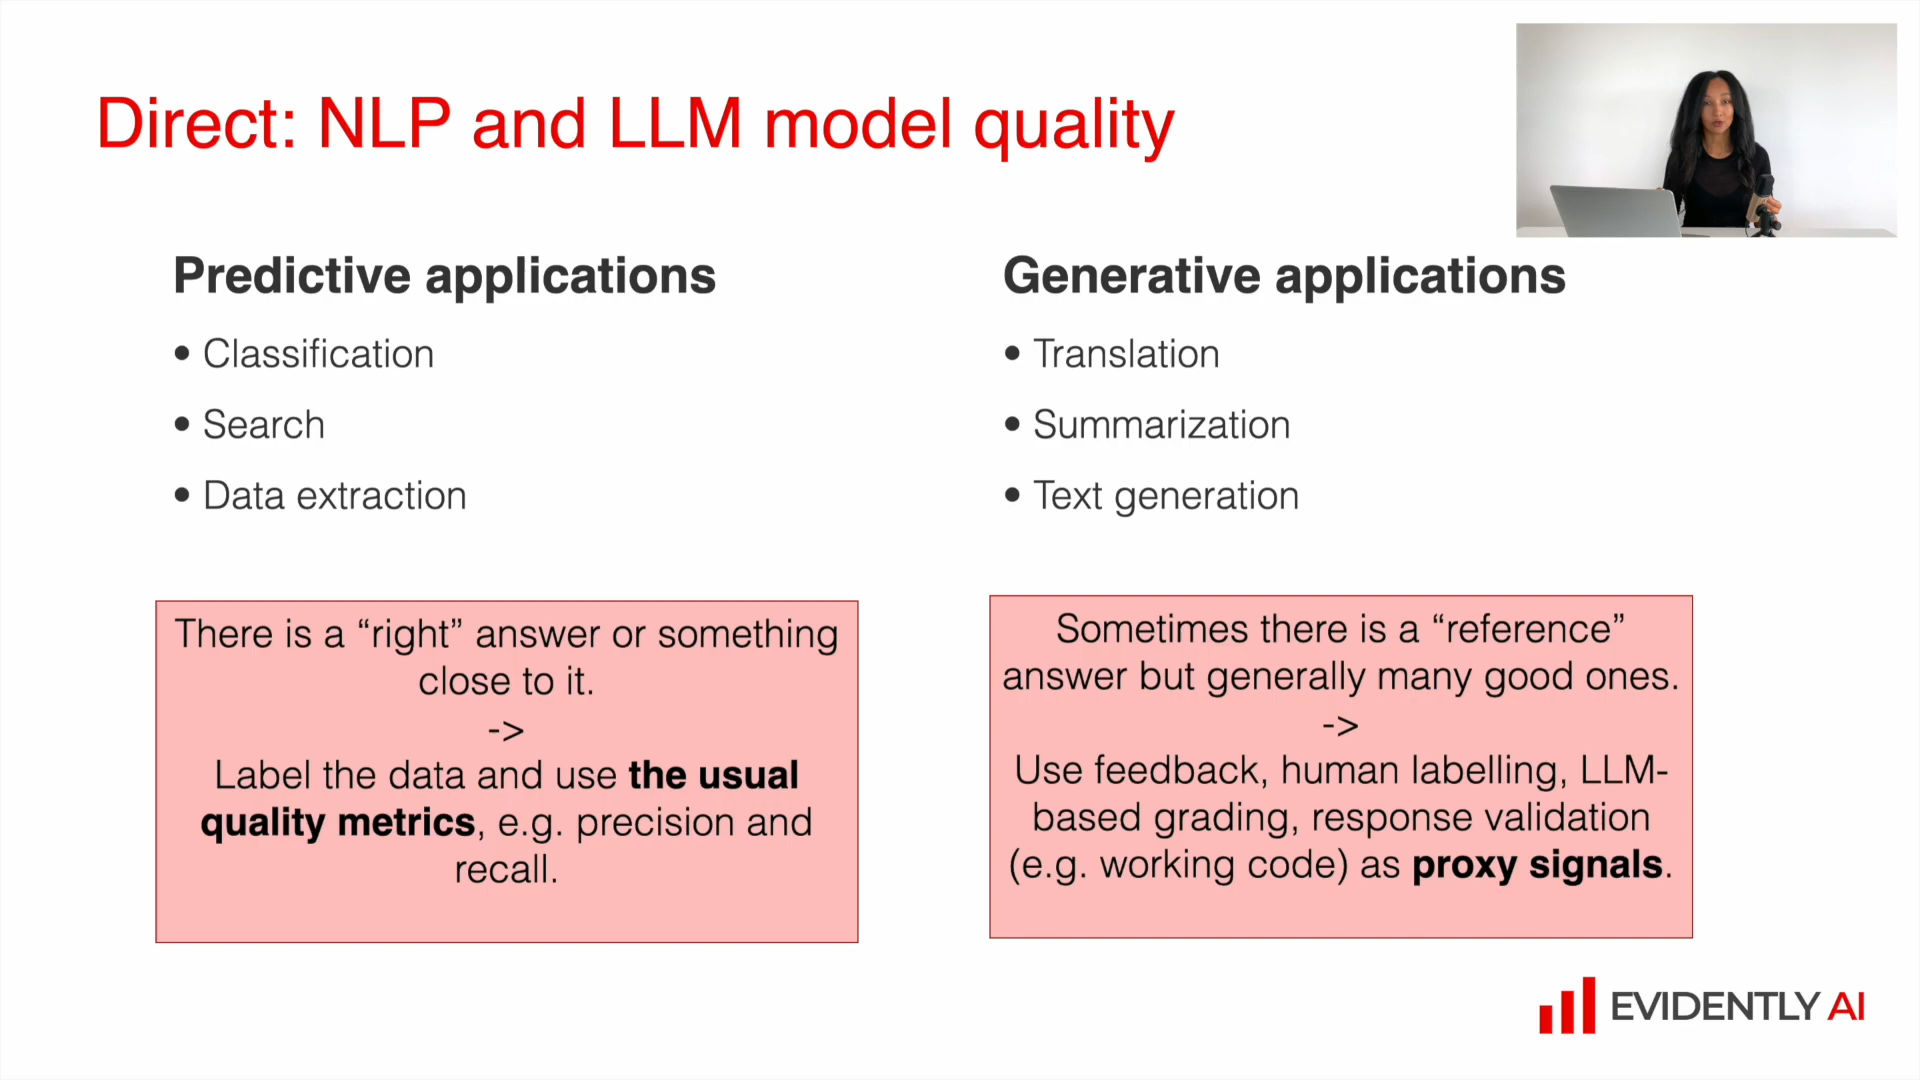 Direct: NLP and LLM model quality
Predictive applications
• Classification
• Search
• Data extraction
There is a “right” answer or something
close to it.
->
Label the data and use the usual
quality metrics, e.g. precision and
recall.
Generative applications
• Translation
• Summarization
• Text generation
Sometimes there is a “reference”
answer but generally many good ones.
->
Use feedback, human labelling, LLM-
based grading, response validation
(e.g. working code) as proxy signals.
EVIDENTLY AI